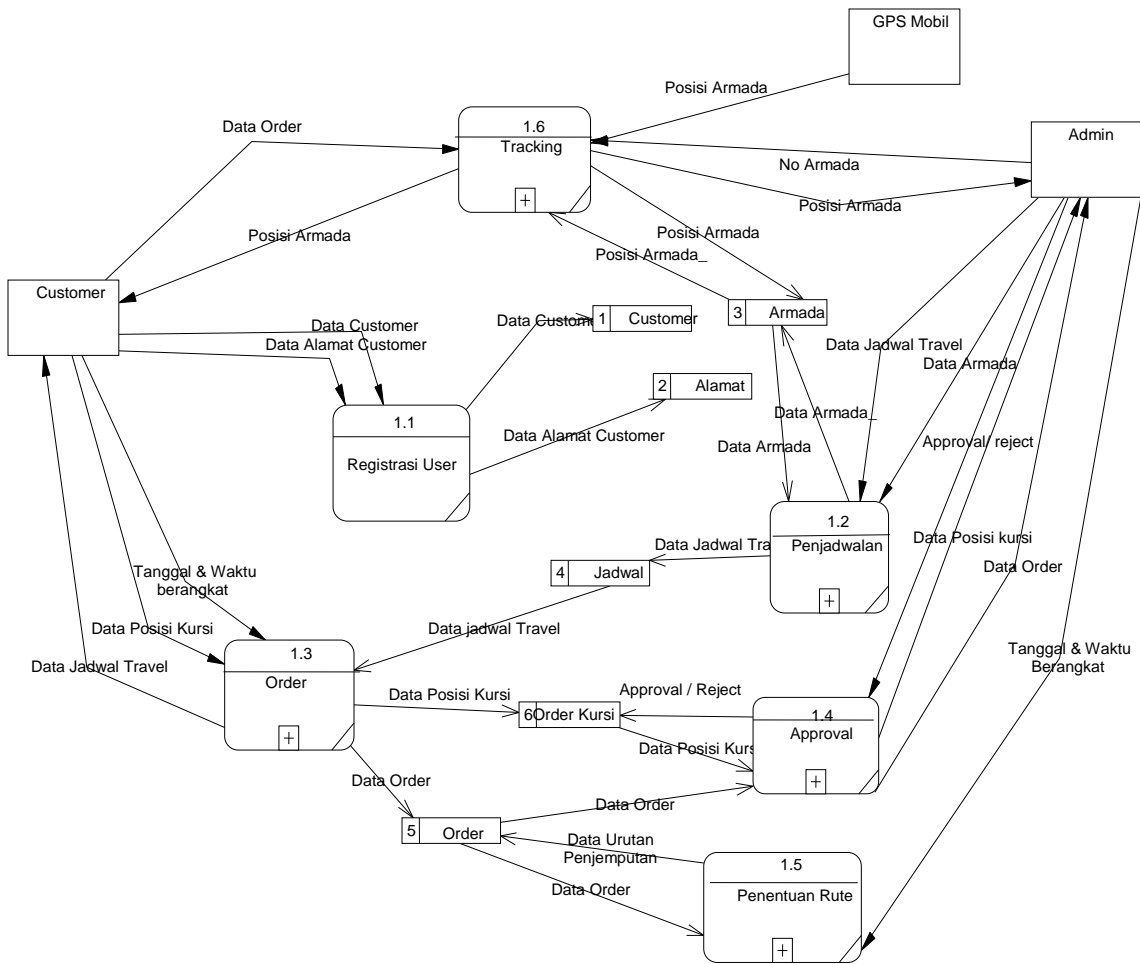 GPS Mobil
Posisi Armada
1.6
Tracking
+
Data Order
Admin
No Armada
Posisi Armada
Posisi Armada
Posisi Armada
Posisi Armada_
Customer
Data Customer
Data Alamat Customer
Data Custome
1 Customer
3 Armada
Data Jadwal Travel
Data Armada
2 Alamat
1.1
Registrasi User
Data Alamat Customer
Data Armada_
Data Armada
Approval/ reject
1.2
Penjadwalan
+
Data Posisi kursi
Data Order
Data Jadwal Tra
4 Jadwal
Tanggal & Waktu
berangkat
Data Posisi Kursi
Data Jadwal Travel
Data jadwal Travel
Tanggal & Waktu
Berangkat
1.3
Order
+
Data Posisi Kursi
6 Order Kursi
Approval / Reject
Data Posisi Kurs
1.4
Approval
+
Data Order
Data Order
5 Order
Data Urutan
Penjemputan
Data Order
1.5
Penentuan Rute
+